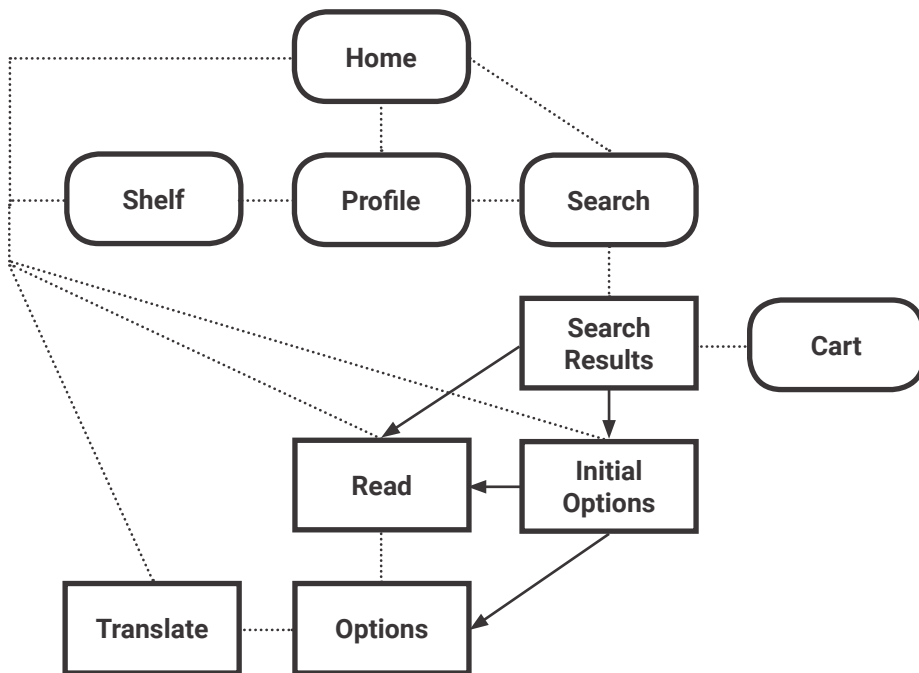 Home
Shelf
Profile
Search
Search
Results
Cart
Read
Initial
Options
Translate
Options